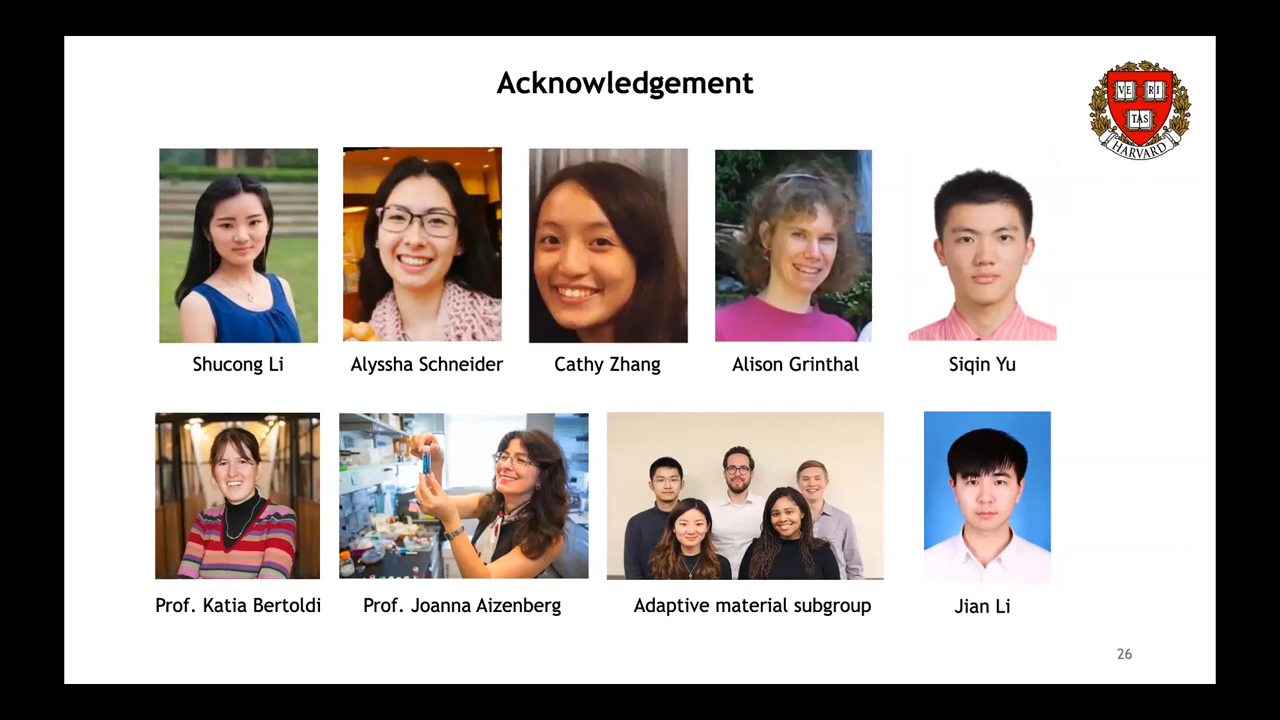 Acknowledgement
VE RI
TAS
HARVARD
Shucong Li
Alyssha Schneider
Cathy Zhang
Alison Grinthal
Siqin Yu
Prof. Katia Bertoldi
Prof. Joanna Aizenberg
Adaptive material subgroup
Jian Li
26